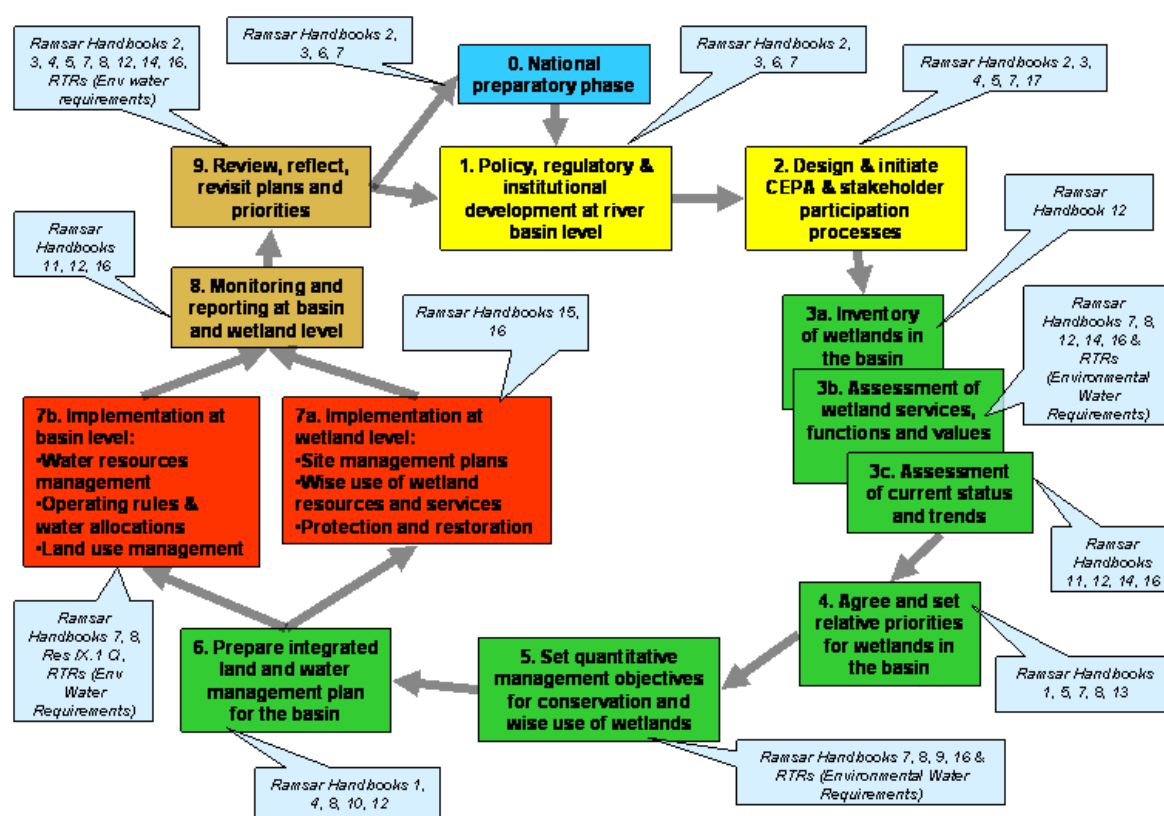 Ramsar Handbooks 2,
3, 4, 5, 7, 8, 12, 14, 16,
RTRs (Env water
requirements)
Ramsar Handbooks 2,
3, 6, 7
0. National
preparatory phase
Ramsar Handbooks 2,
3, 6, 7
Ramsar Handbooks 2, 3,
4, 5, 7, 17
9. Review, reflect,
revisit plans and
priorities
1. Policy, regulatory &
institutional
development at river
basin level
2. Design & initiate
CEPA & stakeholder
participation
processes
Ramsar
Handbook 12
Ramsar
Handbooks
11, 12, 16
8. Monitoring and
reporting at basin
and wetland level
Ramsar Handbooks 15,
16
3a. Inventory
of wetlands in
the basin
Ramsar
Handbooks 7, 8,
12, 14, 16 &
RTRs
(Environmental
Water
Requirements)
3b. Assessment of
wetland services,
functions and values
3c. Assessment
of current status
and trends
Ramsar
Handbooks
11, 12, 14, 16
7b. Implementation at
basin level:
•Water resources
management
•Operating rules &
water allocations
•Land use management
7a. Implementation at
wetland level:
•Site management plans
•Wise use of wetland
resources and services
•Protection and restoration
Ramsar
Handbooks 7, 8,
Res IX.1 Ci,
RTRs (Env
Water
Requirements)
6. Prepare integrated
land and water
management plan
for the basin
5. Set quantitative
management objectives
for conservation and
wise use of wetlands
4. Agree and set
relative priorities
for wetlands in
the basin
Ramsar Handbooks
1, 5, 7, 8, 13
Ramsar Handbooks 1,
4, 8, 10, 12
Ramsar Handbooks 7, 8, 9, 16 &
RTRs (Environmental Water
Requirements)